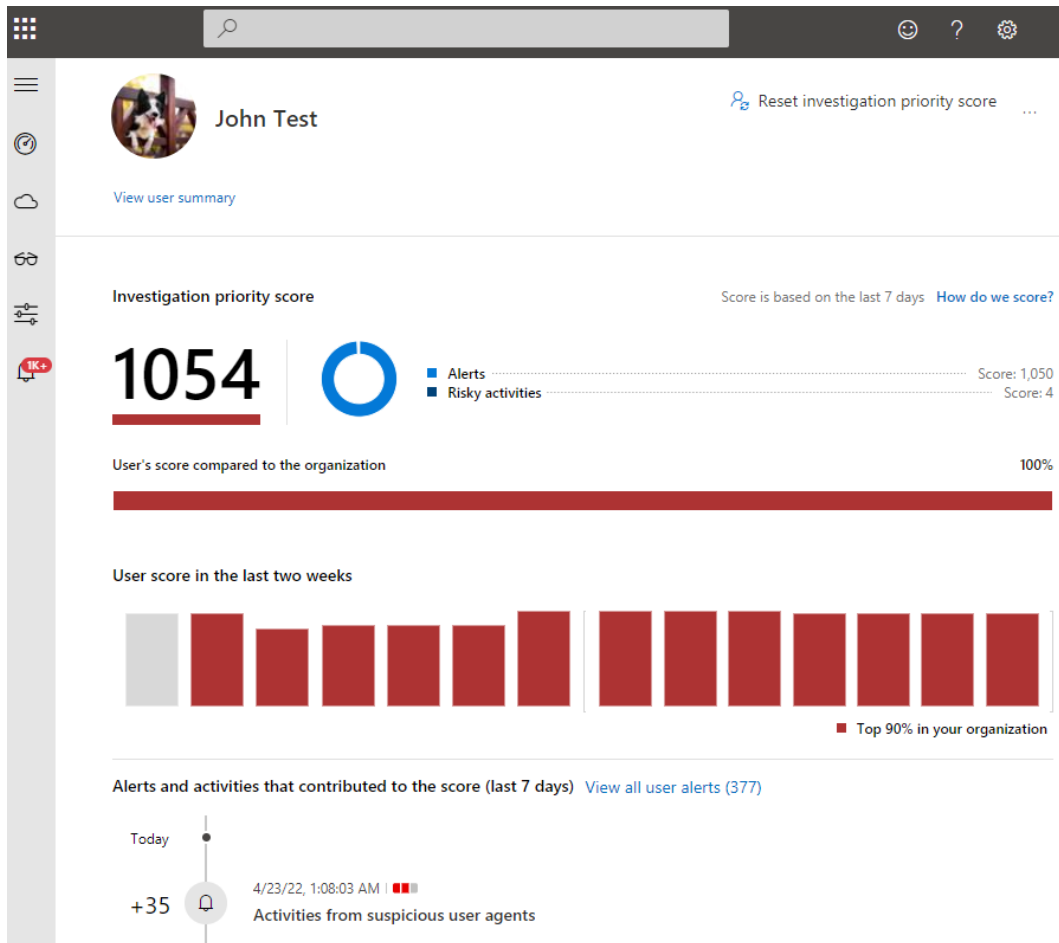 John Test
Reset investigation priority score
...
View user summary
Investigation priority score
Score is based on the last 7 days How do we score?
1K+
1054
Alerts Score: 1,050
Risky activities Score: 4
User's score compared to the organization 100%
User score in the last two weeks
Top 90% in your organization
Alerts and activities that contributed to the score (last 7 days) View all user alerts (377)
Today
4/23/22, 1:08:03 AM
+35
Activities from suspicious user agents